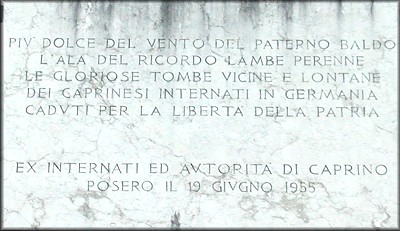 PIV' DOLCE DEL VENTO DEL PATERNO BALDO
L'ALA DEL RICORDO LAMBE PERENNE
LE GLORIOSE TOMBE VICINE E LONTANE
DEI CAPRINESI INTERNATI IN GERMANIA
CADVTI PER LA LIBERTA DELLA PATRIA
EX INTERNATI ED AVTORITA DI CAPRINO
POSERO IL 19 GIVGNO 1955